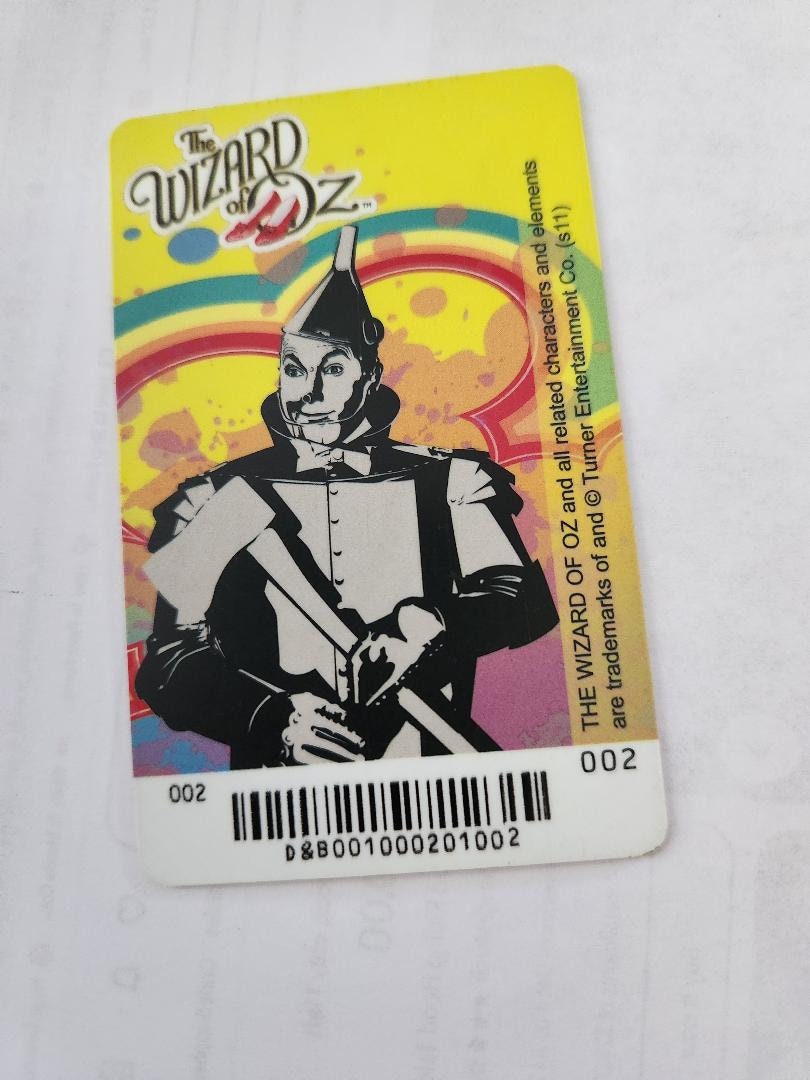 The
WIZARD
of OZ™
THE WIZARD OF OZ and all related characters and elements
are trademarks of and © Turner Entertainment Co. (s11)
002
002
D&B001000201002